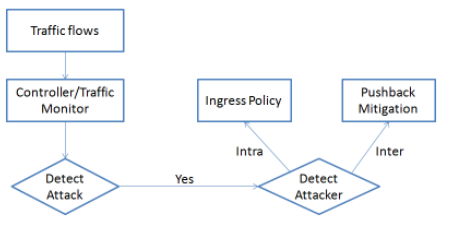 Traffic flows
Controller/Traffic
Monitor
Ingress Policy
Pushback
Mitigation
Intra
Inter
Detect
Attack
Yes
Detect
Attacker